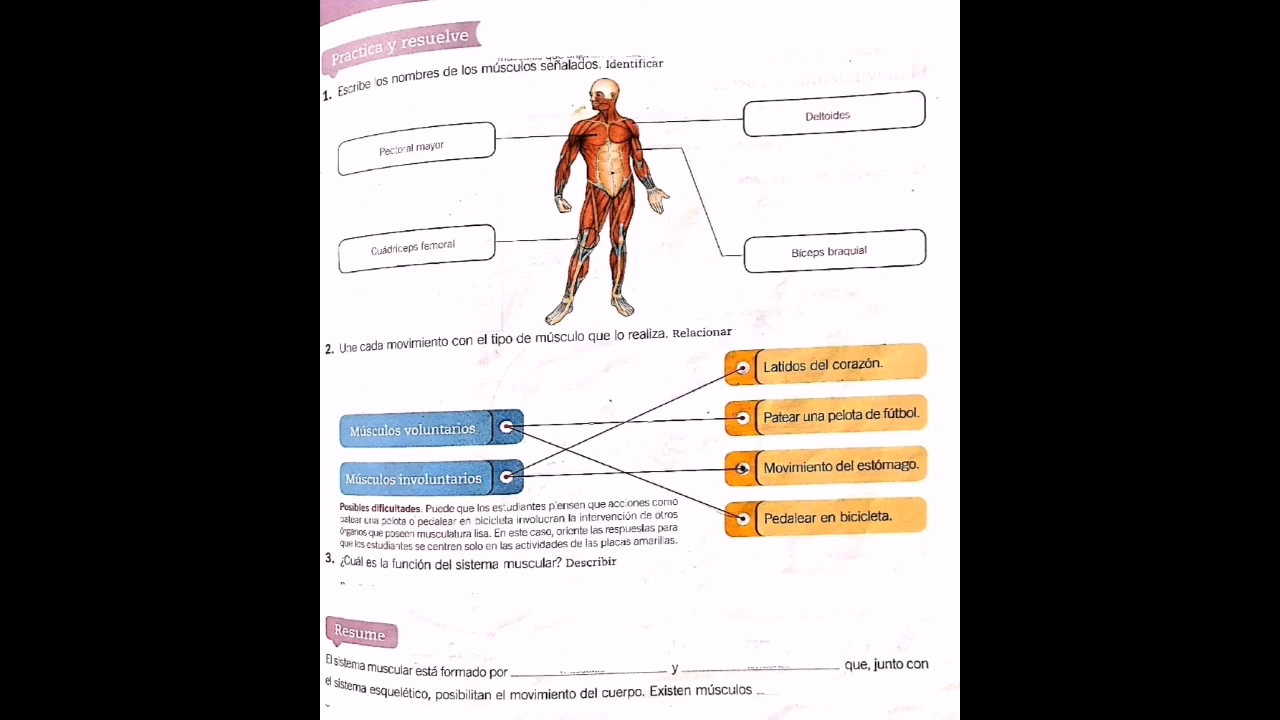 Practica y resuelve
1. Escribe los nombres de los músculos señalados. Identificar
Pectoral mayor
Deltoides
Cuádriceps femoral
Bíceps braquial
2. Une cada movimiento con el tipo de músculo que lo realiza. Relacionar
Músculos voluntarios
Músculos involuntarios
Latidos del corazón.
Patear una pelota de fútbol.
Movimiento del estómago.
Pedalear en bicicleta.
Posibles dificultades. Puede que los estudiantes piensen que acciones como
patear una pelota o pedalear en bicicleta involucran la intervención de otros
órganos que poseen musculatura lisa. En este caso, oriente las respuestas para
que los estudiantes se centren solo en las actividades de las placas amarillas.
3. ¿Cuál es la función del sistema muscular? Describir
Resume
El sistema muscular está formado por y que, junto con
el sistema esquelético, posibilitan el movimiento del cuerpo. Existen músculos